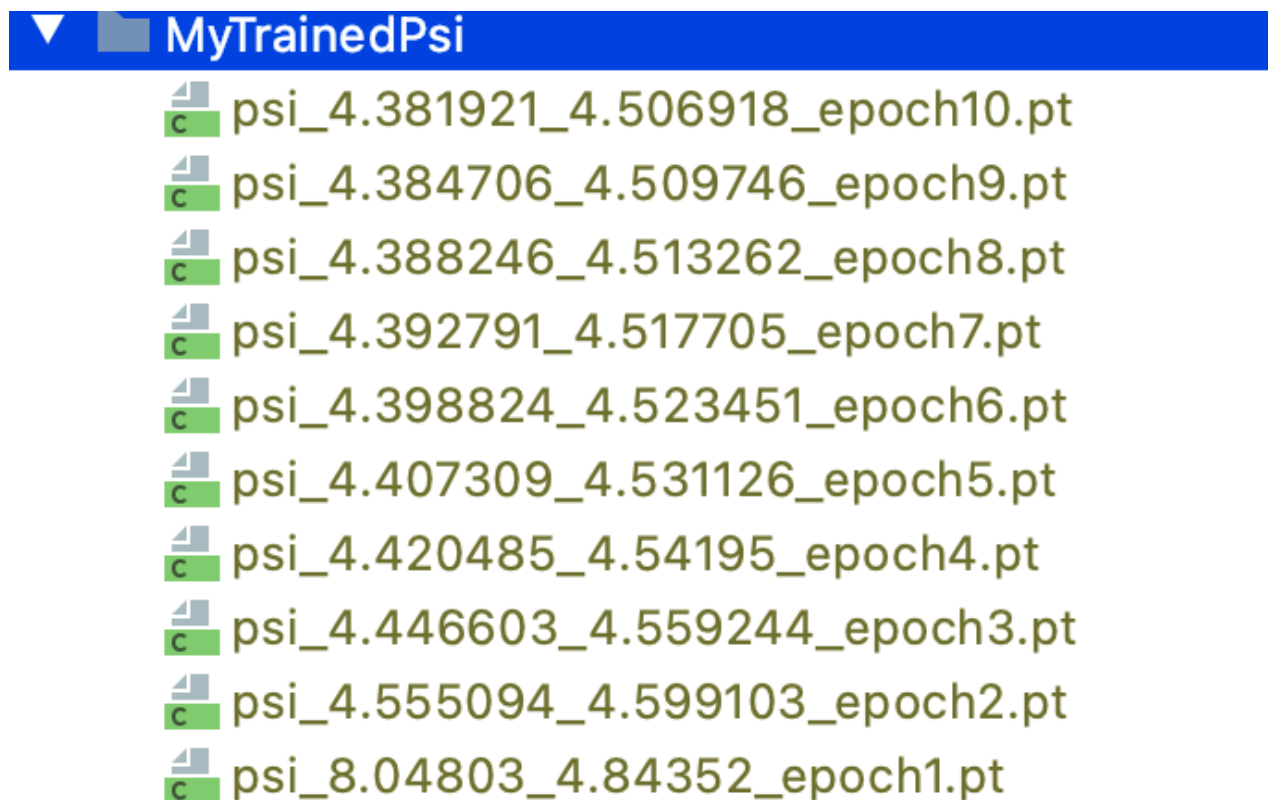 MyTrainedPsi
C psi_4.381921_4.506918_epoch10.pt
C psi_4.384706_4.509746_epoch9.pt
C psi_4.388246_4.513262_epoch8.pt
C psi_4.392791_4.517705_epoch7.pt
C psi_4.398824_4.523451_epoch6.pt
C psi_4.407309_4.531126_epoch5.pt
C psi_4.420485_4.54195_epoch4.pt
C psi_4.446603_4.559244_epoch3.pt
C psi_4.555094_4.599103_epoch2.pt
C psi_8.04803_4.84352_epoch1.pt